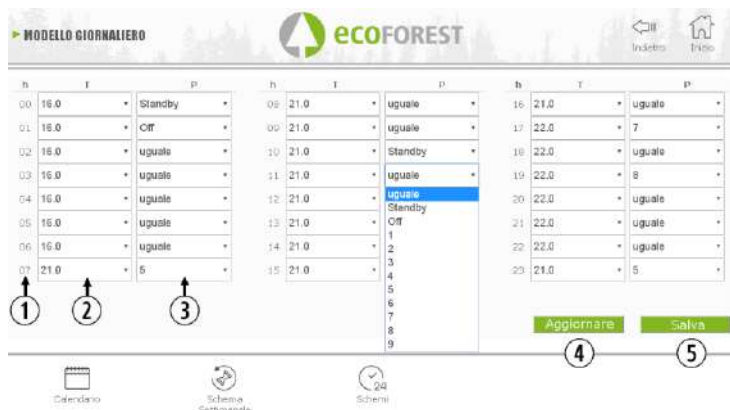 MODELLO GIORNALIERO
ecoFOREST
Indietro
Inizio
h T P
00 16.0 Standby
01 16.0 Off
02 16.0 uguale
03 16.0 uguale
04 16.0 uguale
05 16.0 uguale
06 16.0 uguale
07 21.0 5
h T P
08 21.0 uguale
09 21.0 uguale
10 21.0 Standby
11 21.0 uguale
12 21.0
13 21.0
14 21.0
15 21.0
uguale
Standby
Off
1
2
3
4
5
6
7
8
9
h T P
16 21.0 uguale
17 22.0 7
18 22.0 uguale
19 22.0 8
20 22.0 uguale
21 22.0 uguale
22 22.0 uguale
23 21.0 5
1
2
3
Aggiornare
Salva
4
5
Calendario
Schema
Settimanale
24
Schemi